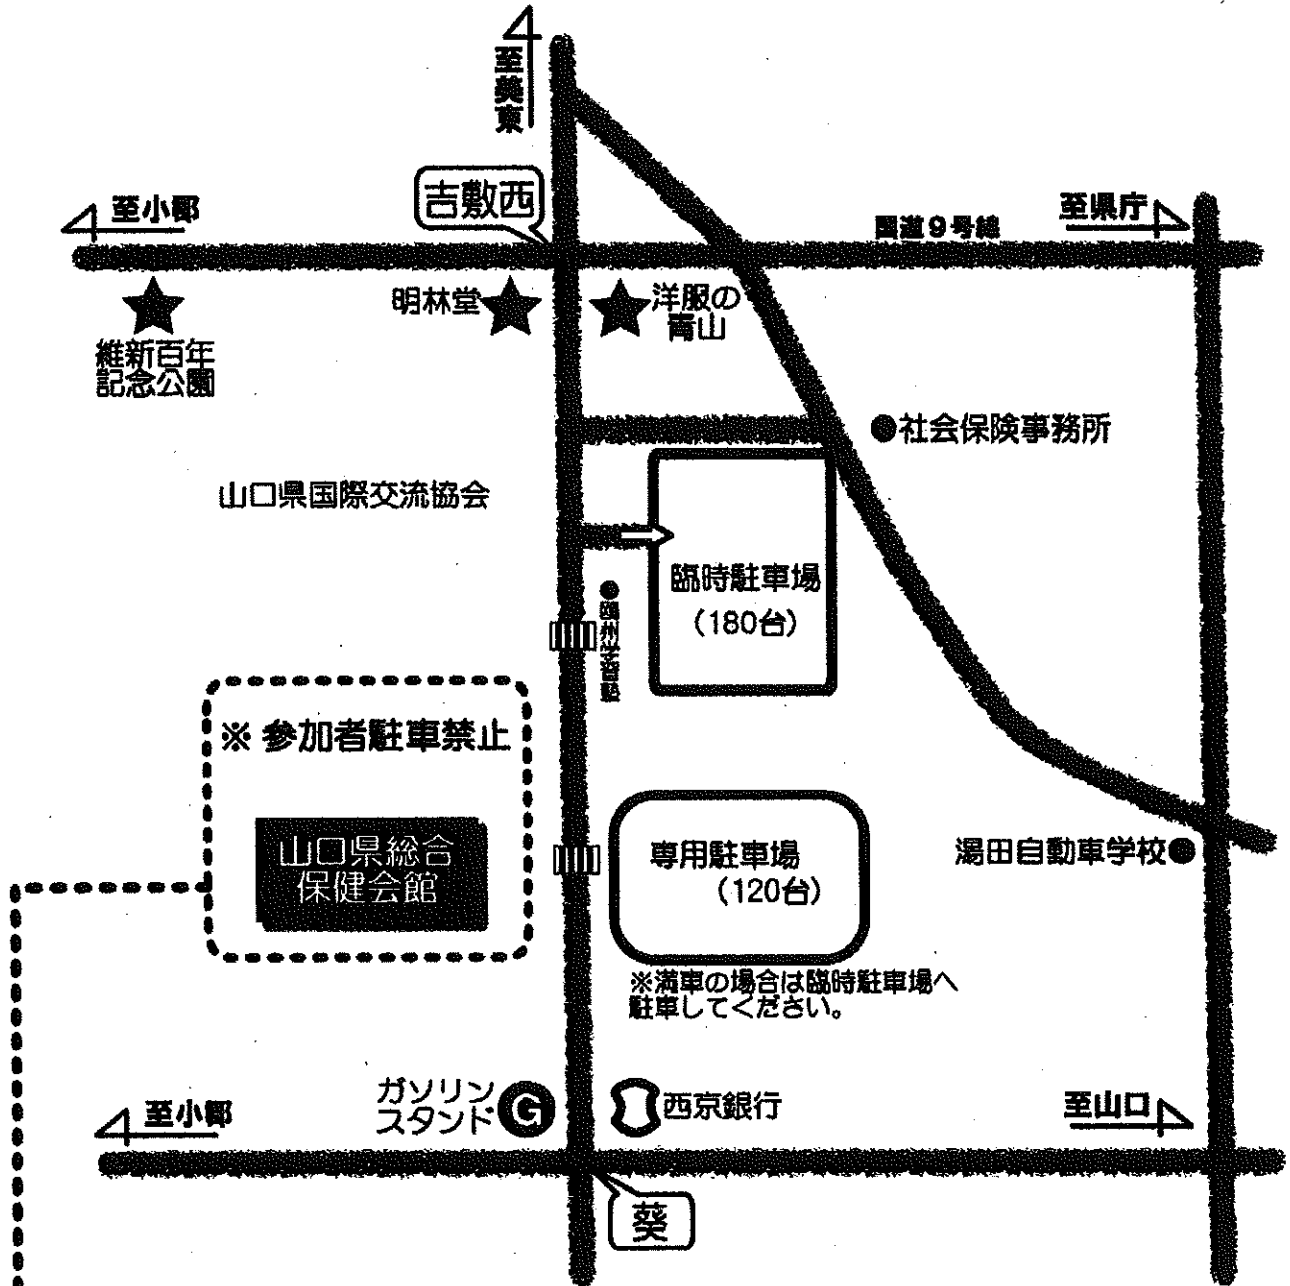 至美東
吉敷西
至小郡
国道9号線
至県庁
明林堂
洋服の
青山
維新百年
記念公園
社会保険事務所
山口県国際交流協会
臨時駐車場
(180台)
※ 参加者駐車禁止
山口県総合
保健会館
専用駐車場
(120台)
湯田自動車学校
※満車の場合は臨時駐車場へ
駐車してください。
ガソリン
スタンド
G
西京銀行
至小郡
至山口
葵